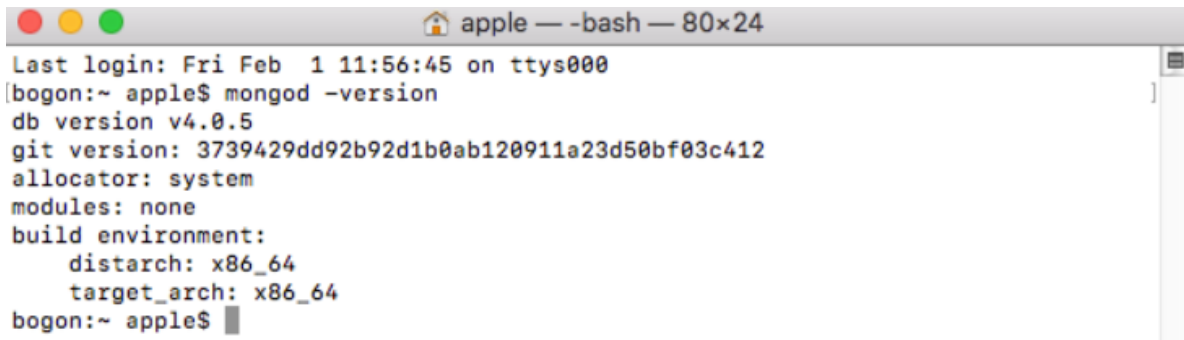 apple — -bash — 80×24
Last login: Fri Feb  1 11:56:45 on ttys000
[bogon:~ apple$ mongod -version ]
db version v4.0.5
git version: 3739429dd92b92d1b0ab120911a23d50bf03c412
allocator: system
modules: none
build environment:
    distarch: x86_64
    target_arch: x86_64
bogon:~ apple$